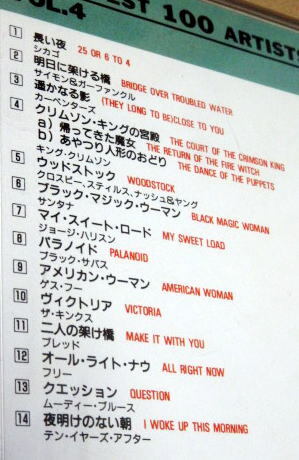 EST 100 ARTISTS
VOL.4
1 長い夜 25 OR 6 TO 4
シカゴ
2 明日に架ける橋 BRIDGE OVER TROUBLED WATER
サイモン&ガーファンクル
3 遥かなる影 (THEY LONG TO BE)CLOSE TO YOU
カーペンターズ
4 クリムソン・キングの宮殿 THE COURT OF THE CRIMSON KING
a) 帰ってきた魔女 THE RETURN OF THE FIRE WITCH
b) あやつり人形のおどり THE DANCE OF THE PUPPETS
キング・クリムソン
5 ウッドストック WOODSTOCK
クロスビー・スティルス、ナッシュ&ヤング
6 ブラック・マジック・ウーマン BLACK MAGIC WOMAN
サンタナ
7 マイ・スイート・ロード MY SWEET LOAD
ジョージ・ハリスン
8 パラノイド PALANOID
ブラック・サバス
9 アメリカン・ウーマン AMERICAN WOMAN
ゲス・フー
10 ヴィクトリア VICTORIA
ザ・キンクス
11 二人の架け橋 MAKE IT WITH YOU
ブレッド
12 オール・ライト・ナウ ALL RIGHT NOW
フリー
13 クエッション QUESTION
ムーディー・ブルース
14 夜明けのない朝 I WOKE UP THIS MORNING
テン・イヤーズ・アフター